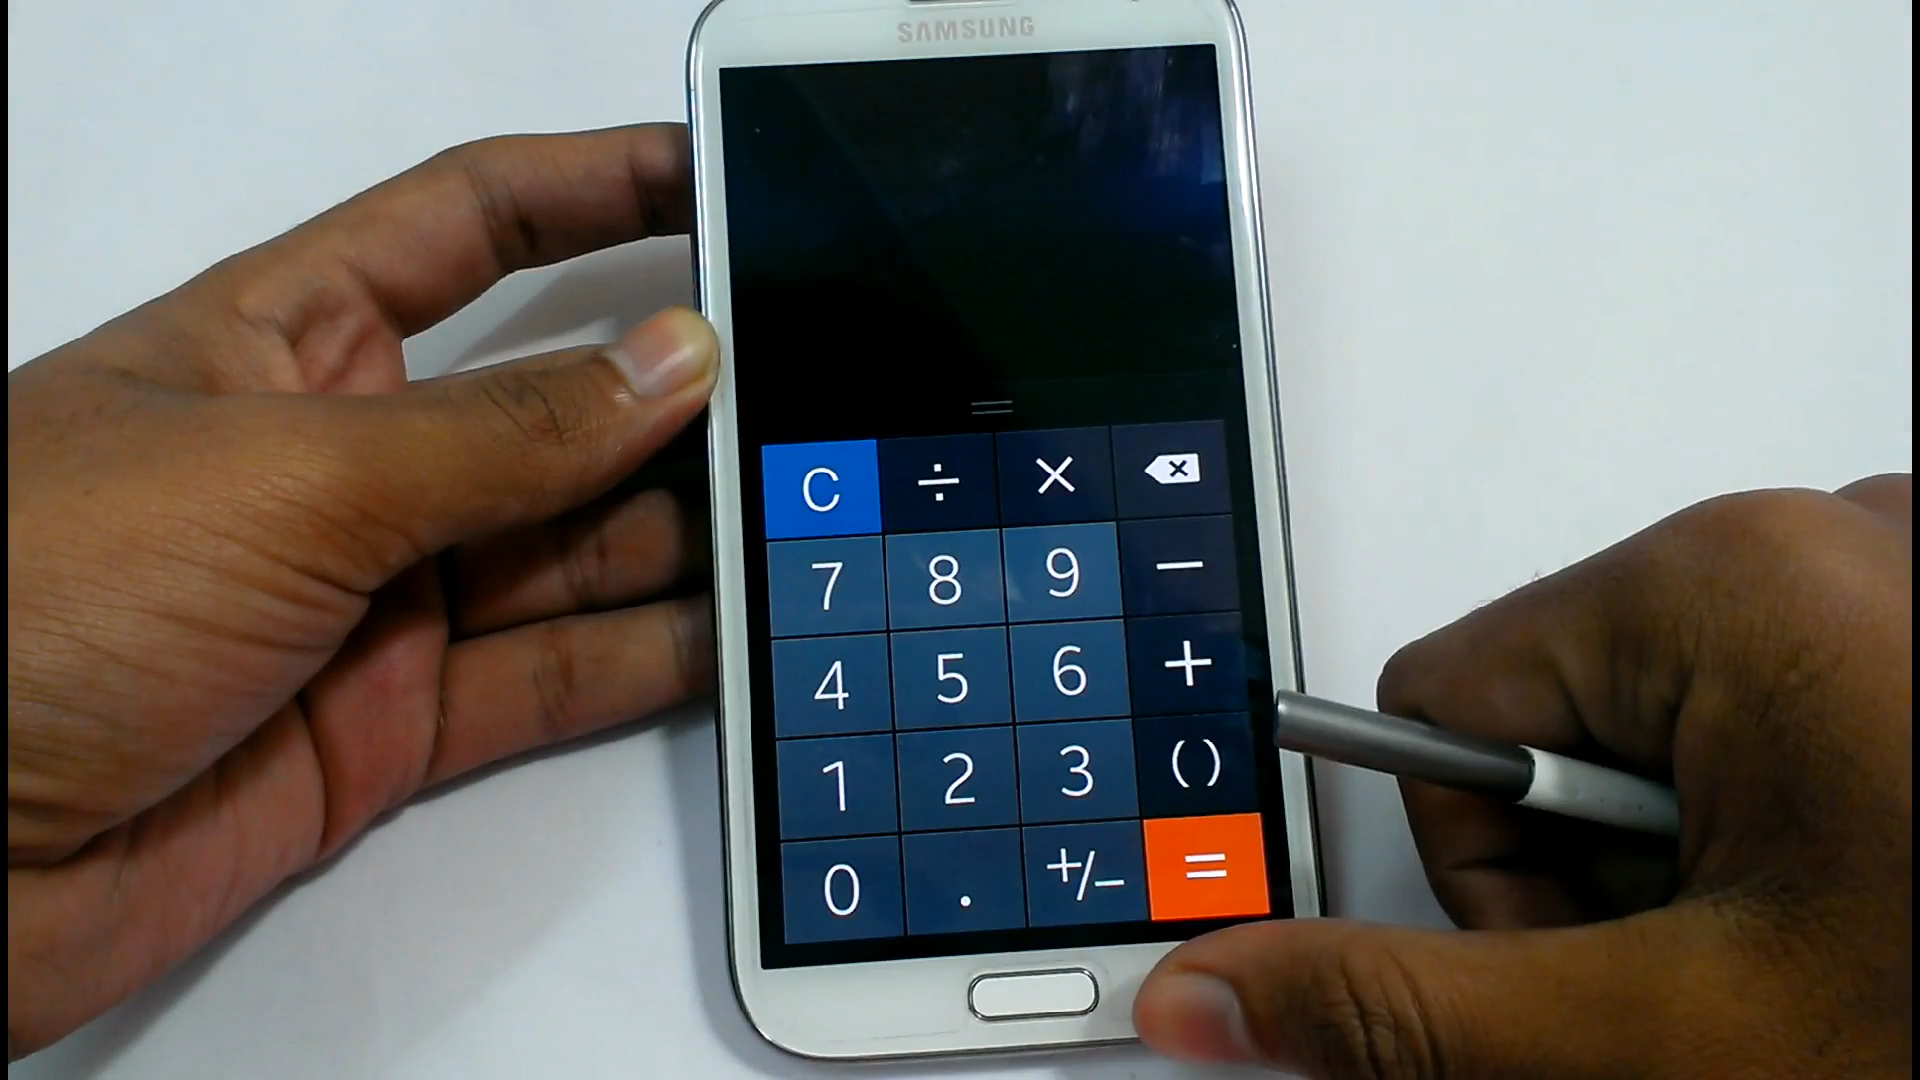 SAMSUNG
C ÷ ×
7 8 9 −
4 5 6 +
1 2 3 ()
0 . +/− =